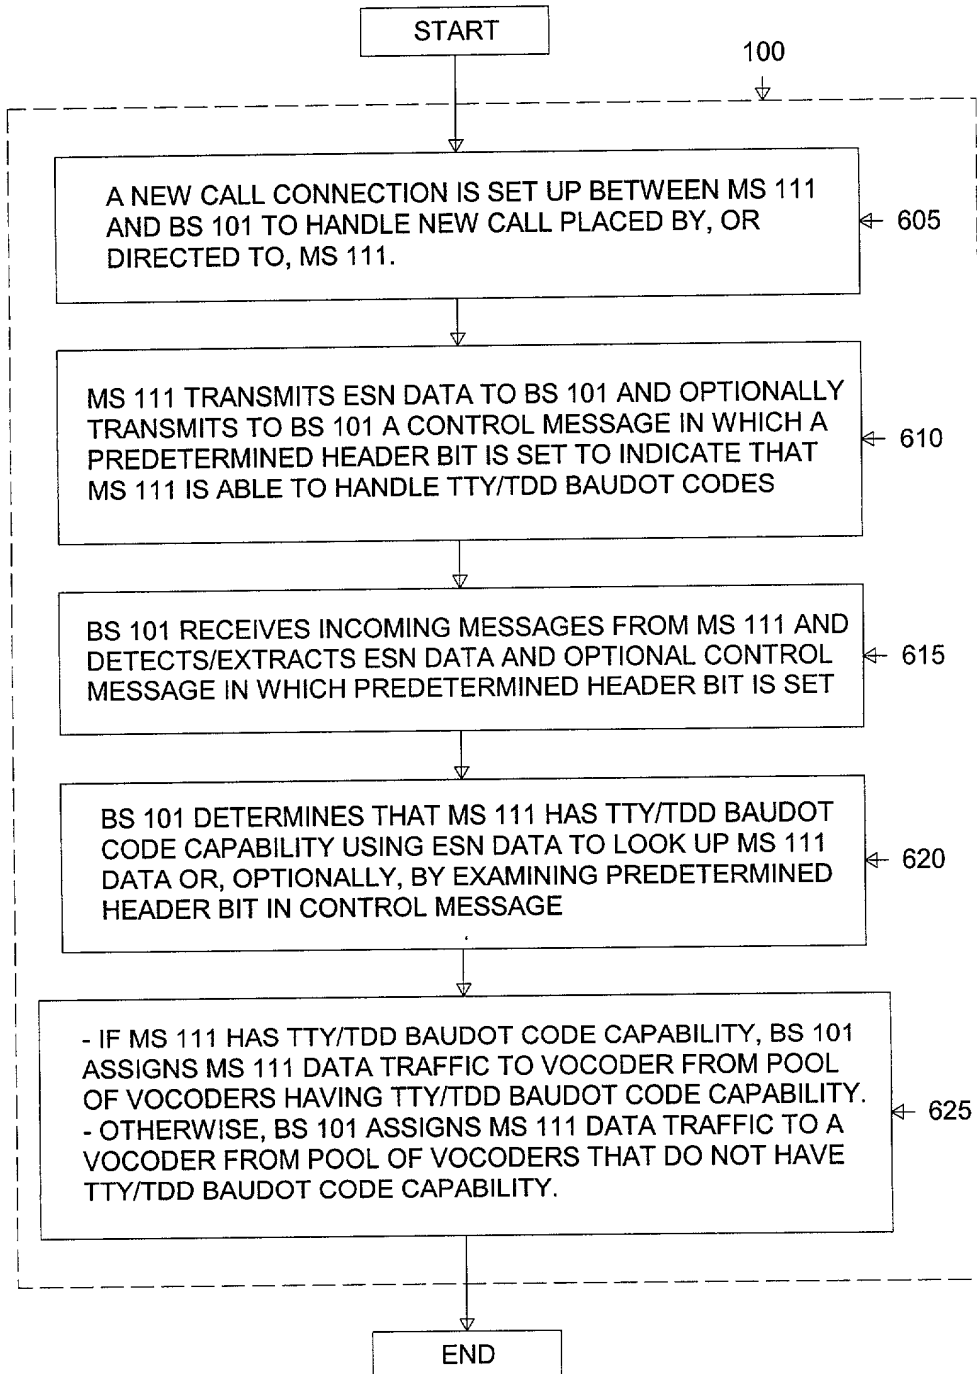 START
100
A NEW CALL CONNECTION IS SET UP BETWEEN MS 111
AND BS 101 TO HANDLE NEW CALL PLACED BY, OR
DIRECTED TO, MS 111.
605
MS 111 TRANSMITS ESN DATA TO BS 101 AND OPTIONALLY
TRANSMITS TO BS 101 A CONTROL MESSAGE IN WHICH A
PREDETERMINED HEADER BIT IS SET TO INDICATE THAT
MS 111 IS ABLE TO HANDLE TTY/TDD BAUDOT CODES
610
BS 101 RECEIVES INCOMING MESSAGES FROM MS 111 AND
DETECTS/EXTRACTS ESN DATA AND OPTIONAL CONTROL
MESSAGE IN WHICH PREDETERMINED HEADER BIT IS SET
615
BS 101 DETERMINES THAT MS 111 HAS TTY/TDD BAUDOT
CODE CAPABILITY USING ESN DATA TO LOOK UP MS 111
DATA OR, OPTIONALLY, BY EXAMINING PREDETERMINED
HEADER BIT IN CONTROL MESSAGE
620
- IF MS 111 HAS TTY/TDD BAUDOT CODE CAPABILITY, BS 101
ASSIGNS MS 111 DATA TRAFFIC TO VOCODER FROM POOL
OF VOCODERS HAVING TTY/TDD BAUDOT CODE CAPABILITY.
- OTHERWISE, BS 101 ASSIGNS MS 111 DATA TRAFFIC TO A
VOCODER FROM POOL OF VOCODERS THAT DO NOT HAVE
TTY/TDD BAUDOT CODE CAPABILITY.
625
END